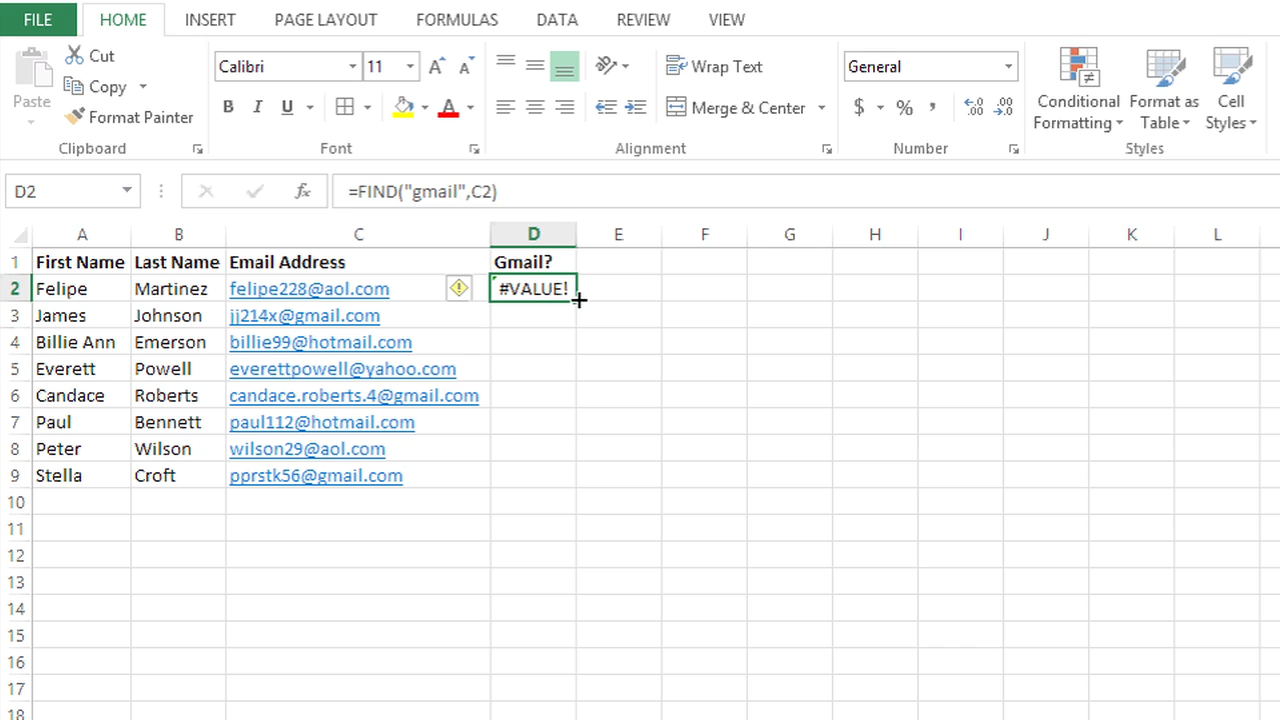 FILE HOME INSERT PAGE LAYOUT FORMULAS DATA REVIEW VIEW
Cut
Copy
Format Painter
Paste
Clipboard
Calibri 11
B I U A
Font
Wrap Text
Merge & Center
Alignment
General
$ % ,
Number
Conditional Formatting
Format as Table
Cell Styles
Styles
D2 fx =FIND("gmail",C2)
A B C D E F G H I J K L
1 First Name Last Name Email Address Gmail?
2 Felipe Martinez felipe228@aol.com #VALUE!
3 James Johnson jj214x@gmail.com
4 Billie Ann Emerson billie99@hotmail.com
5 Everett Powell everettpowell@yahoo.com
6 Candace Roberts candace.roberts.4@gmail.com
7 Paul Bennett paul112@hotmail.com
8 Peter Wilson wilson29@aol.com
9 Stella Croft pprstk56@gmail.com
10
11
12
13
14
15
16
17
18